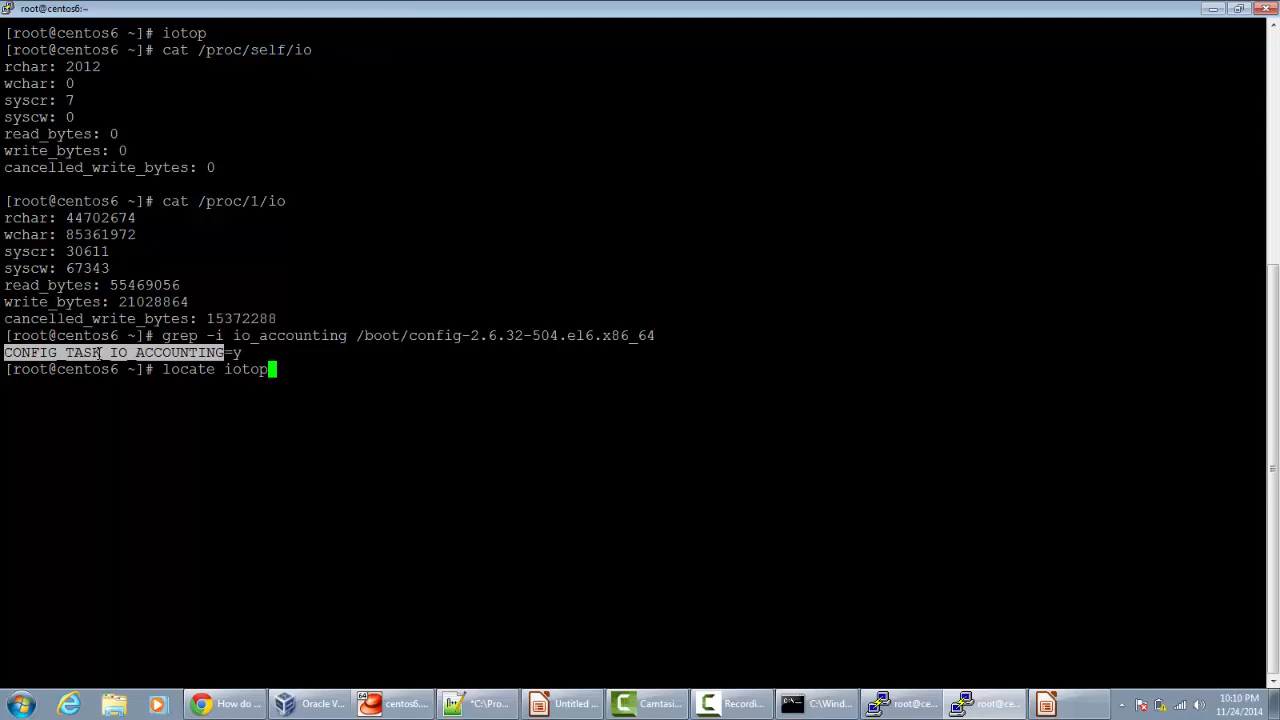 root@centos6:~
[root@centos6 ~]# iotop
[root@centos6 ~]# cat /proc/self/io
rchar: 2012
wchar: 0
syscr: 7
syscw: 0
read_bytes: 0
write_bytes: 0
cancelled_write_bytes: 0
[root@centos6 ~]# cat /proc/1/io
rchar: 44702674
wchar: 85361972
syscr: 30611
syscw: 67343
read_bytes: 55469056
write_bytes: 21028864
cancelled_write_bytes: 15372288
[root@centos6 ~]# grep -i io_accounting /boot/config-2.6.32-504.el6.x86_64
CONFIG_TASK_IO_ACCOUNTING=y
[root@centos6 ~]# locate iotop
How do ... Oracle V... 64 centos6... *C:\Pro... Untitled ... Camtasi... Recordi... C:\Wind... root@ce... root@ce... 10:10 PM
11/24/2014